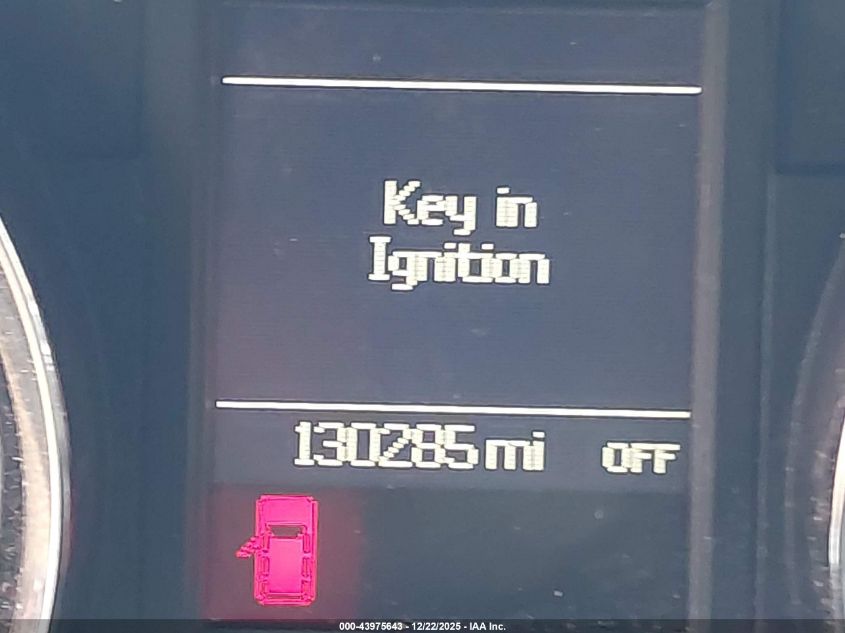 Key in
Ignition
130285 mi OFF
000-43975643 - 12/22/2025 - IAA Inc.